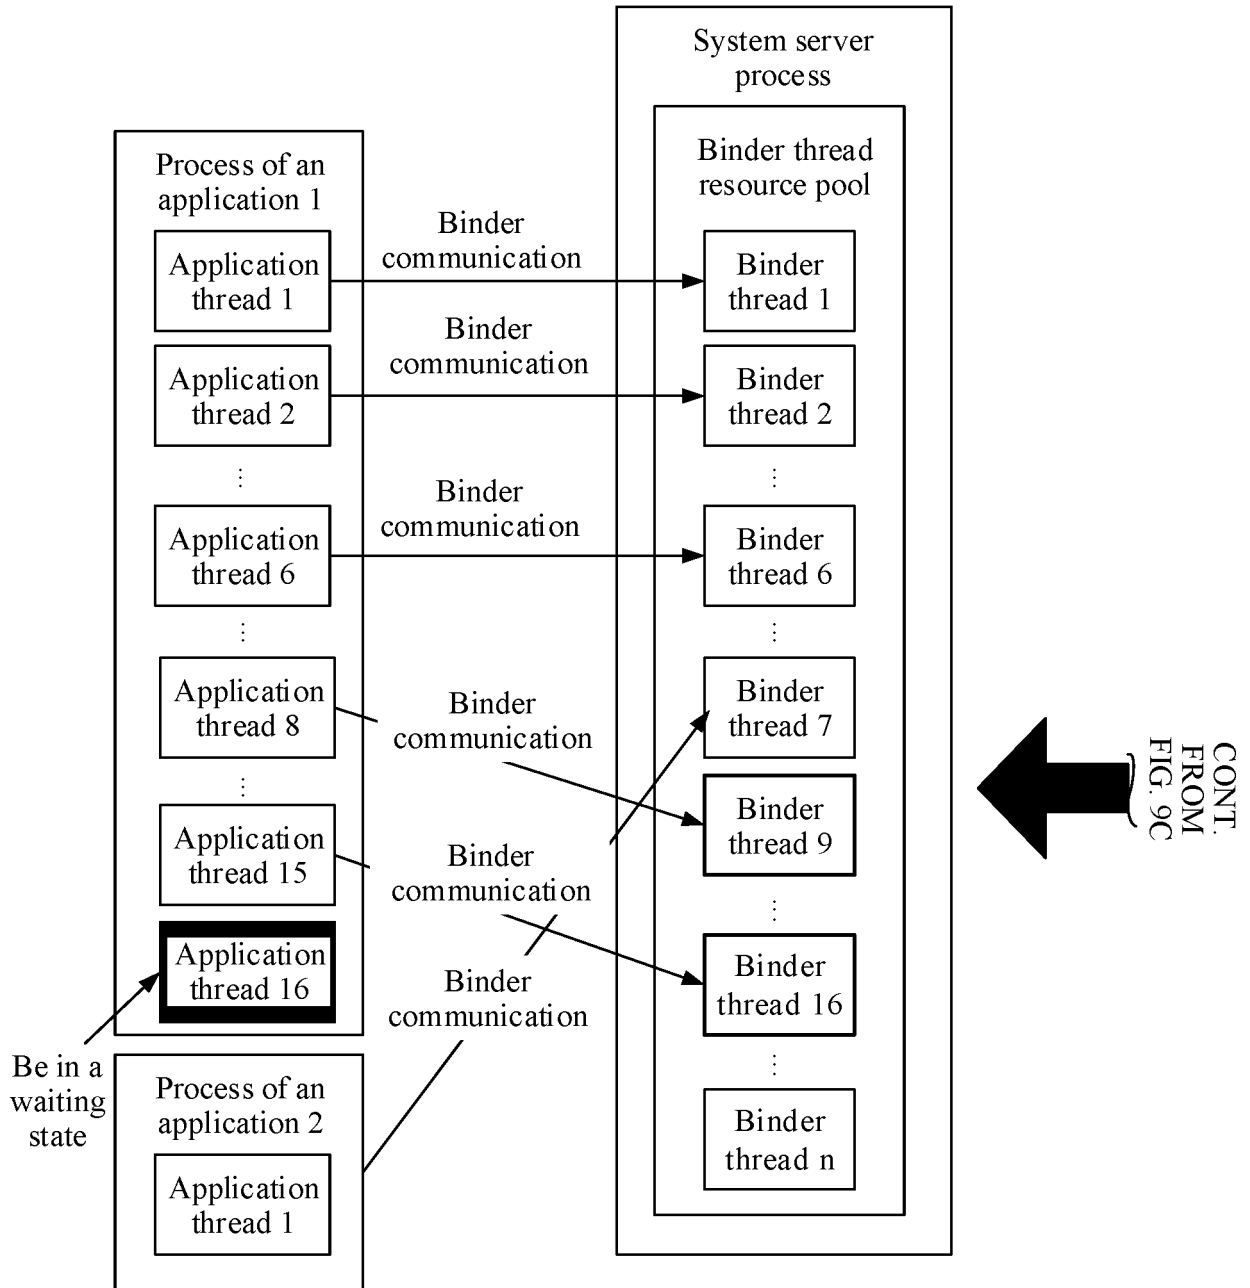 System server
process
Process of an
application 1
Binder thread
resource pool
Application
thread 1
Binder
communication
Binder
thread 1
Application
thread 2
Binder
communication
Binder
thread 2
⋮
⋮
Application
thread 6
Binder
communication
Binder
thread 6
⋮
⋮
Application
thread 8
Binder
communication
Binder
thread 7
⋮
Binder
thread 9
Application
thread 15
Binder
communication
⋮
Application
thread 16
Binder
thread 16
Binder
communication
⋮
Be in a
waiting
state
Process of an
application 2
Binder
thread n
Application
thread 1
CONT.
FROM
FIG. 9C